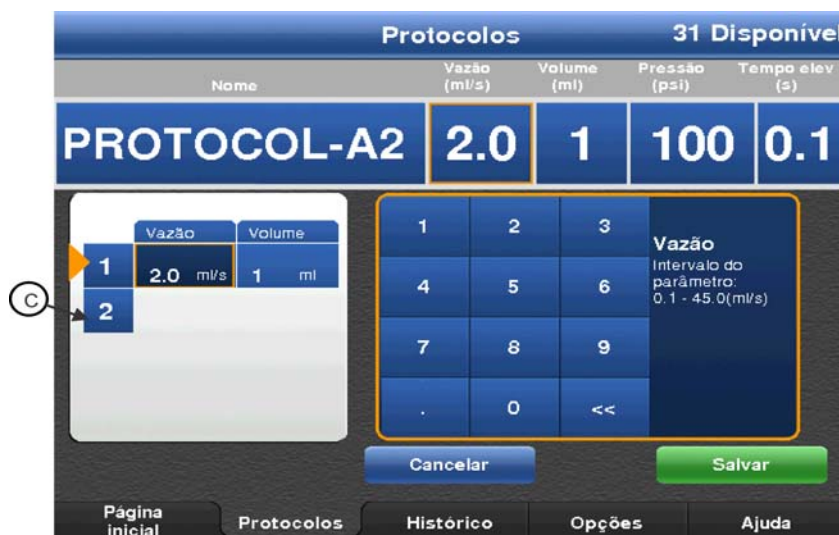 Protocolos
31 Disponível
Nome
Vazão (ml/s)
Volume (ml)
Pressão (psi)
Tempo elev (s)
PROTOCOL-A2
2.0
1
100
0.1
Vazão
Volume
1
2.0 ml/s
1 ml
2
C
1
2
3
4
5
6
7
8
9
.
0
<<
Vazão
Intervalo do
parâmetro:
0.1 - 45.0(ml/s)
Cancelar
Salvar
Página
inicial
Protocolos
Histórico
Opções
Ajuda